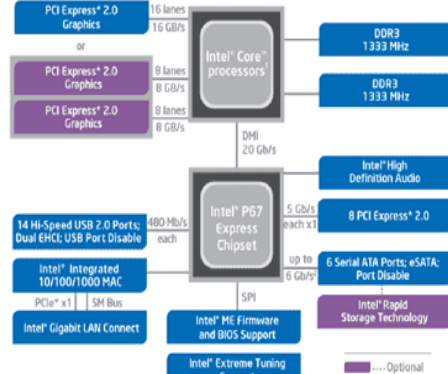 PCI Express* 2.0
Graphics
16 lanes
16 GB/s
or
PCI Express* 2.0
Graphics
8 lanes
8 GB/s
PCI Express* 2.0
Graphics
8 lanes
8 GB/s
Intel® Core™
processors¹
DDR3
1333 MHz
DDR3
1333 MHz
DMI
20 Gb/s
Intel® P67
Express
Chipset
Intel® High
Definition Audio
5 Gb/s
each x1
8 PCI Express* 2.0
14 Hi-Speed USB 2.0 Ports;
Dual EHCI; USB Port Disable
480 Mb/s
each
up to
6 Gb/s²
6 Serial ATA Ports; eSATA;
Port Disable
Intel® Integrated
10/100/1000 MAC
PCIe* x1
SM Bus
Intel® Gigabit LAN Connect
SPI
Intel® Rapid
Storage Technology
Intel® ME Firmware
and BIOS Support
Intel® Extreme Tuning
....Optional